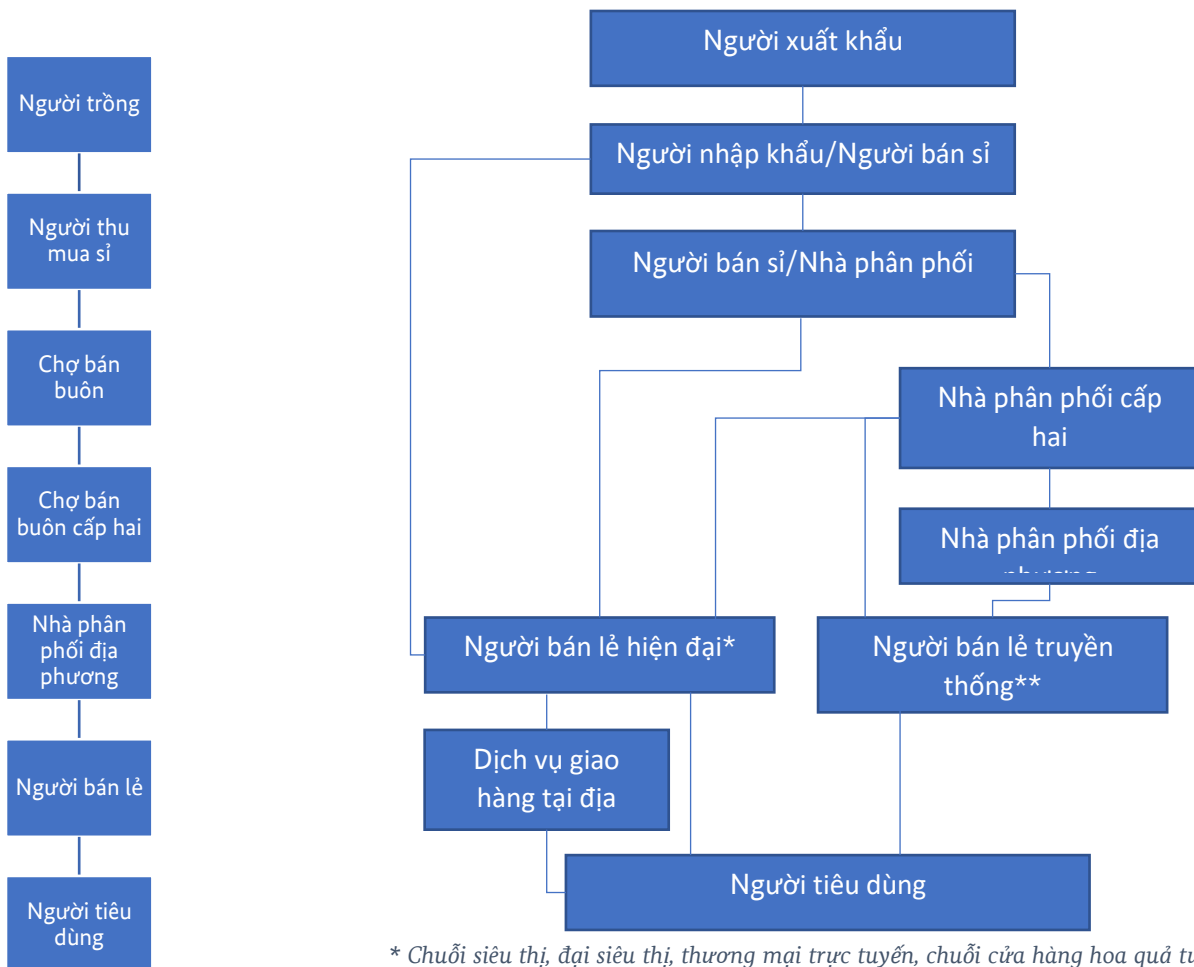 Người trồng
Người thu
mua sỉ
Chợ bán
buôn
Chợ bán
buôn cấp hai
Nhà phân
phối địa
phương
Người bán lẻ
Người tiêu
dùng
Người xuất khẩu
Người nhập khẩu/Người bán sỉ
Người bán sỉ/Nhà phân phối
Nhà phân phối cấp
hai
Nhà phân phối địa
Người bán lẻ hiện đại*
Người bán lẻ truyền
thống**
Dịch vụ giao
hàng tại địa
Người tiêu dùng
* Chuỗi siêu thị, đại siêu thị, thương mại trực tuyến, chuỗi cửa hàng hoa quả